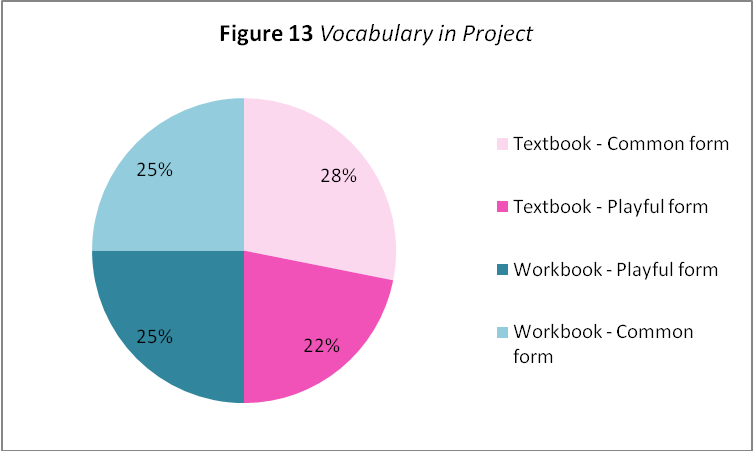 Figure 13 Vocabulary in Project
25%
28%
25%
22%
Textbook - Common form
Textbook - Playful form
Workbook - Playful form
Workbook - Common
form